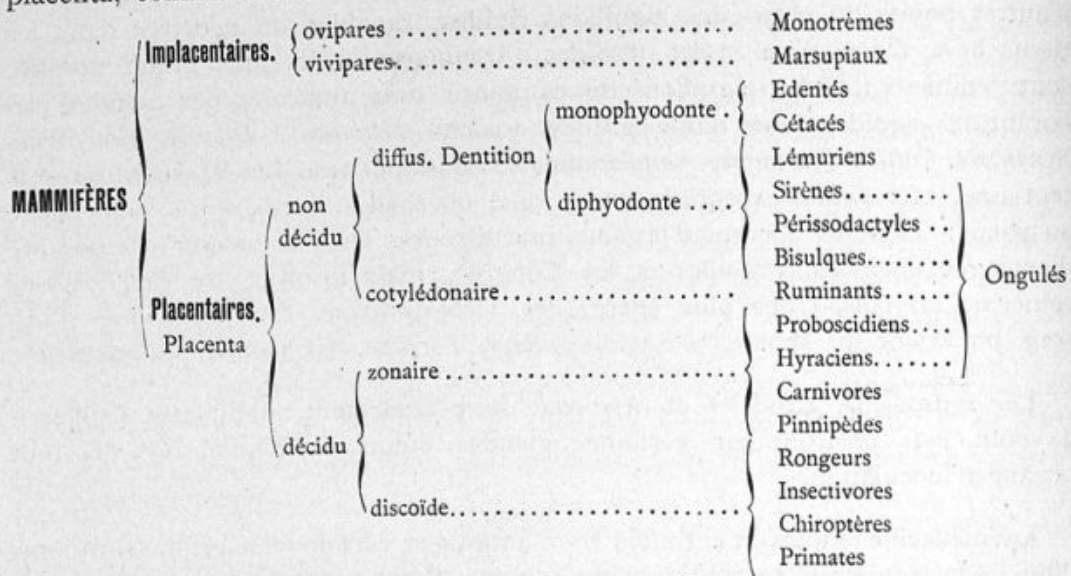 placenta,
Implacentaires. ovipares Monotrèmes
vivipares Marsupiaux
Edentés
monophyodonte Cétacés
diffus. Dentition Lémuriens
MAMMIFÈRES non diphyodonte Sirènes
décidu Périssodactyles
Bisulques Ongulés
Placentaires. cotylédonaire Ruminants
Placenta Proboscidiens
zonaire Hyraciens
Carnivores
décidu Pinnipèdes
Rongeurs
discoïde Insectivores
Chiroptères
Primates